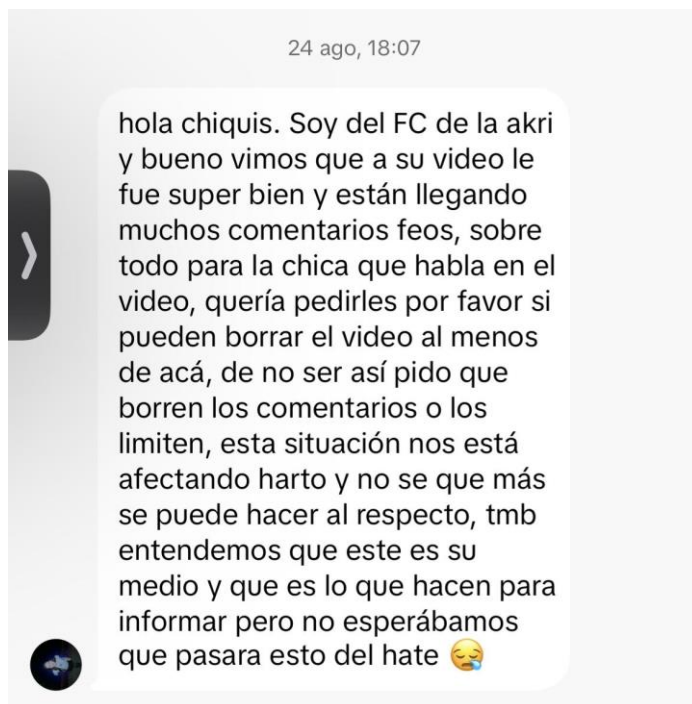 24 ago, 18:07
hola chiquis. Soy del FC de la akri
y bueno vimos que a su video le
fue super bien y están llegando
muchos comentarios feos, sobre
todo para la chica que habla en el
video, quería pedirles por favor si
pueden borrar el video al menos
de acá, de no ser así pido que
borren los comentarios o los
limiten, esta situación nos está
afectando harto y no se que más
se puede hacer al respecto, tmb
entendemos que este es su
medio y que es lo que hacen para
informar pero no esperábamos
que pasara esto del hate 😪